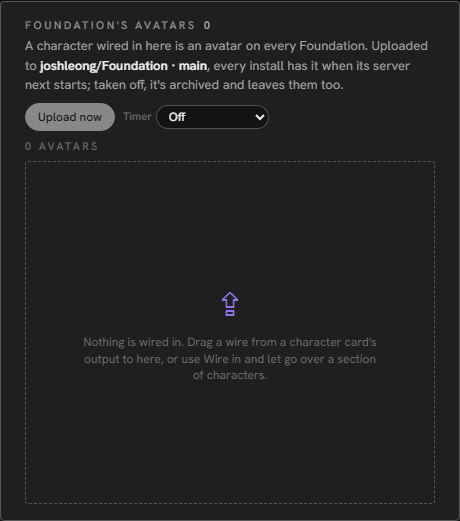 FOUNDATION'S AVATARS 0
A character wired in here is an avatar on every Foundation. Uploaded
to joshleong/Foundation · main, every install has it when its server
next starts; taken off, it's archived and leaves them too.
Upload now Timer Off
0 AVATARS
Nothing is wired in. Drag a wire from a character card's
output to here, or use Wire in and let go over a section
of characters.